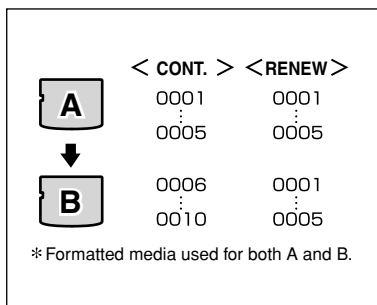 < CONT. > <RENEW>
A 0001 0001
⋮ ⋮
0005 0005
B 0006 0001
⋮ ⋮
0010 0005
* Formatted media used for both A and B.